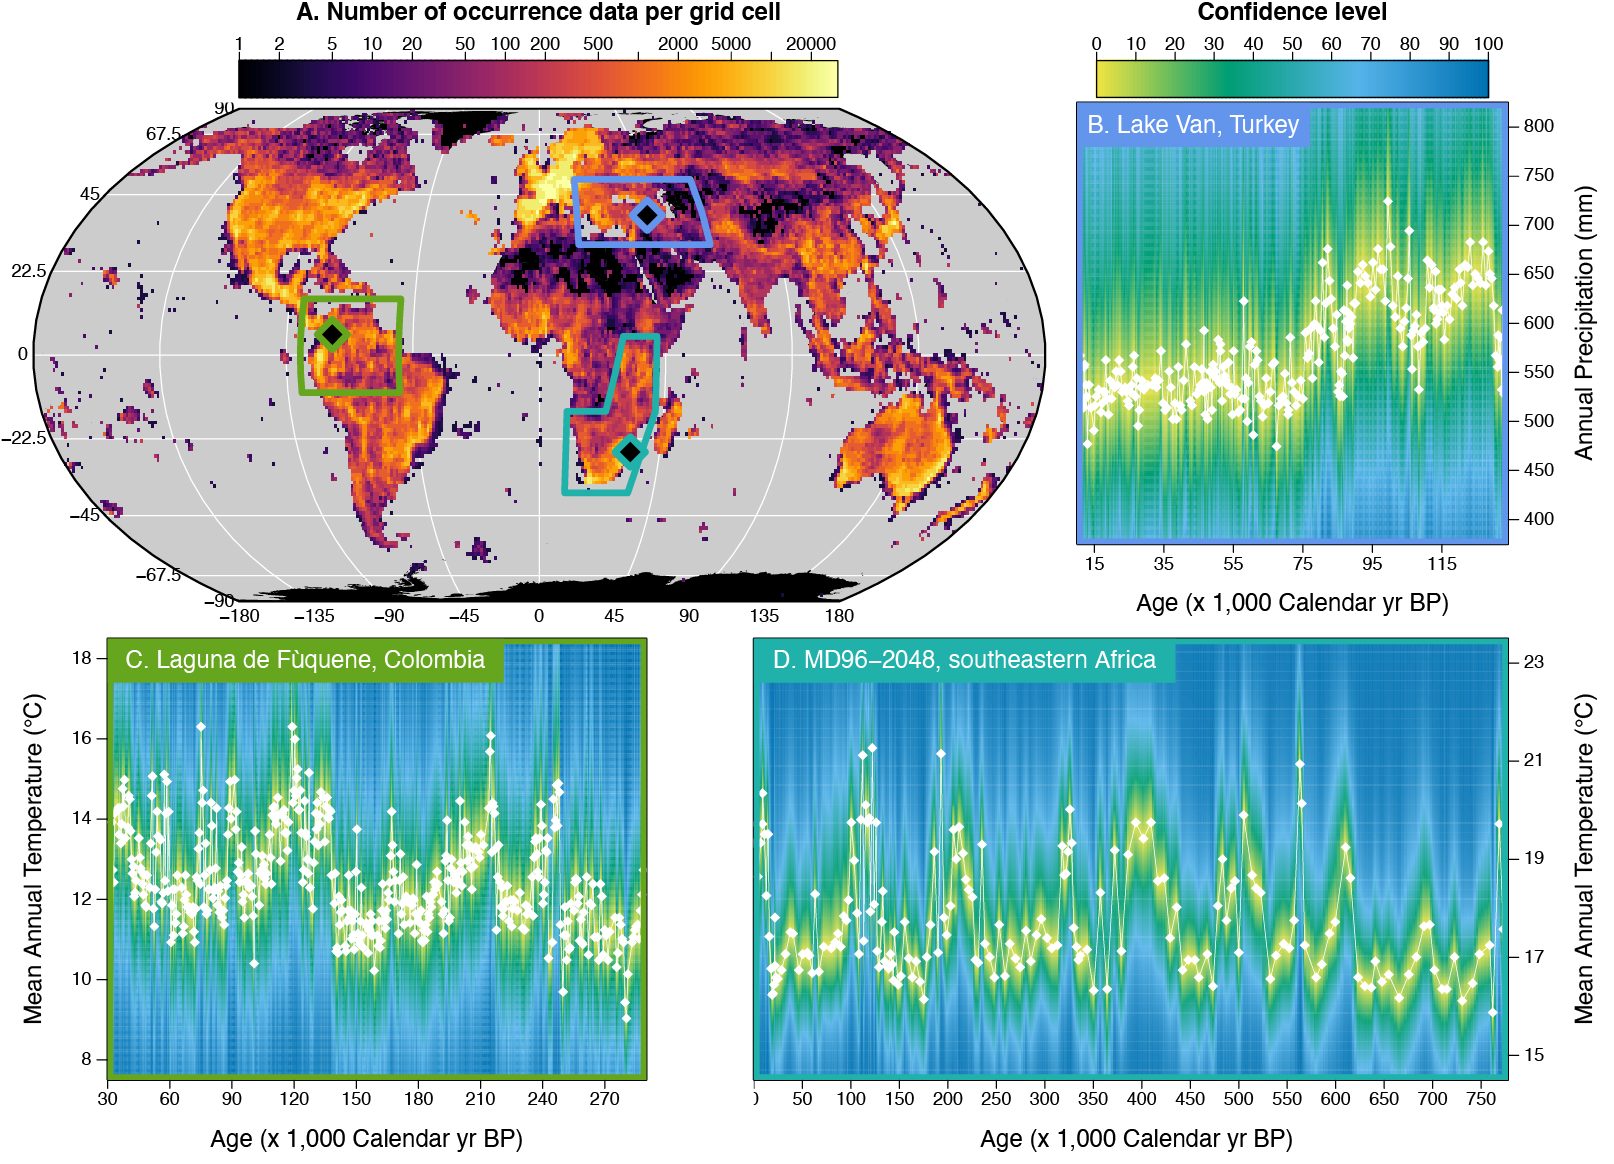 A. Number of occurrence data per grid cell
1 2 5 10 20 50 100 200 500 2000 5000 20000
90
67.5
45
22.5
0
−22.5
−45
−67.5
−90
−180 −135 −90 −45 0 45 90 135 180
Confidence level
0 10 20 30 40 50 60 70 80 90 100
B. Lake Van, Turkey
800
750
700
650
600
550
500
450
400
Annual Precipitation (mm)
15 35 55 75 95 115
Age (x 1,000 Calendar yr BP)
C. Laguna de Fùquene, Colombia
18
16
14
12
10
8
Mean Annual Temperature (°C)
30 60 90 120 150 180 210 240 270
Age (x 1,000 Calendar yr BP)
D. MD96−2048, southeastern Africa
23
21
19
17
15
Mean Annual Temperature (°C)
0 50 100 150 200 250 300 350 400 450 500 550 600 650 700 750
Age (x 1,000 Calendar yr BP)